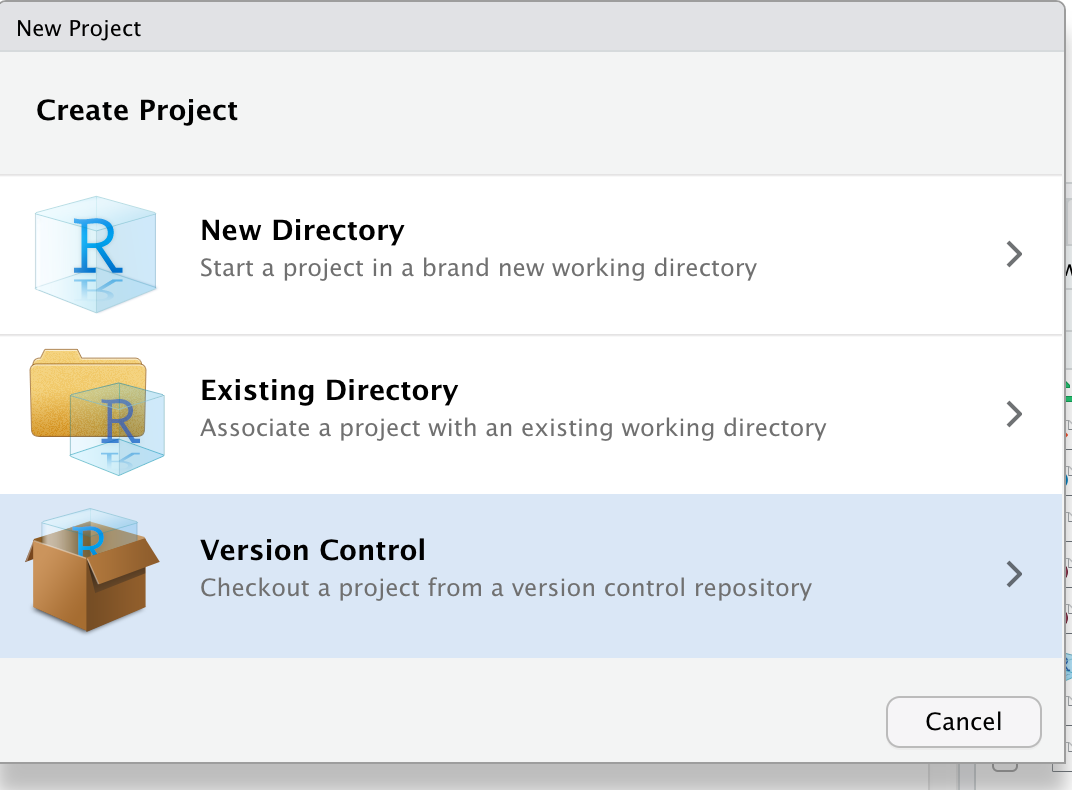 New Project
Create Project
R
New Directory
Start a project in a brand new working directory
R
Existing Directory
Associate a project with an existing working directory
R
Version Control
Checkout a project from a version control repository
Cancel